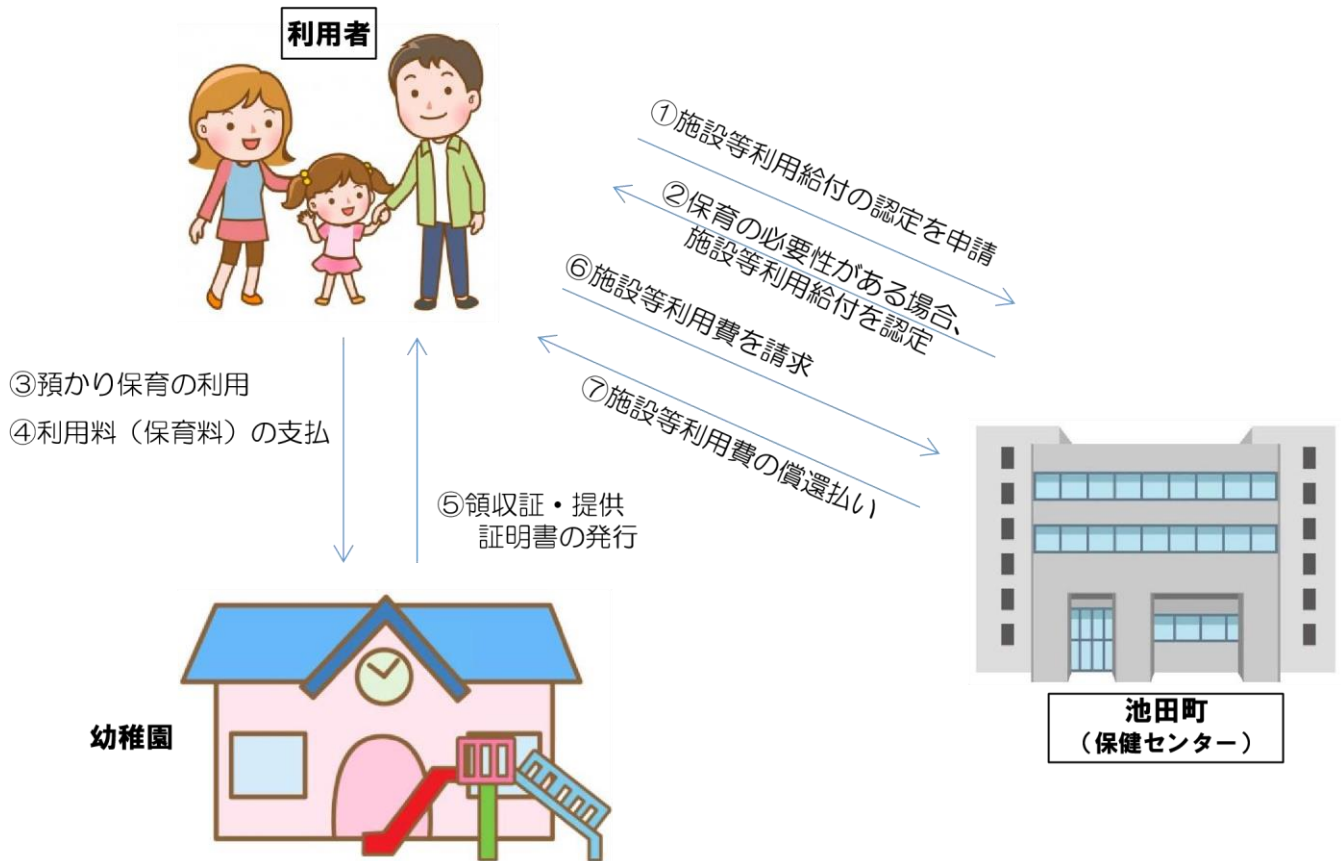 利用者
①施設等利用給付の認定を申請
②保育の必要性がある場合、
施設等利用給付を認定
⑥施設等利用費を請求
⑦施設等利用費の償還払い
③預かり保育の利用
④利用料（保育料）の支払
⑤領収証・提供
証明書の発行
幼稚園
池田町
（保健センター）